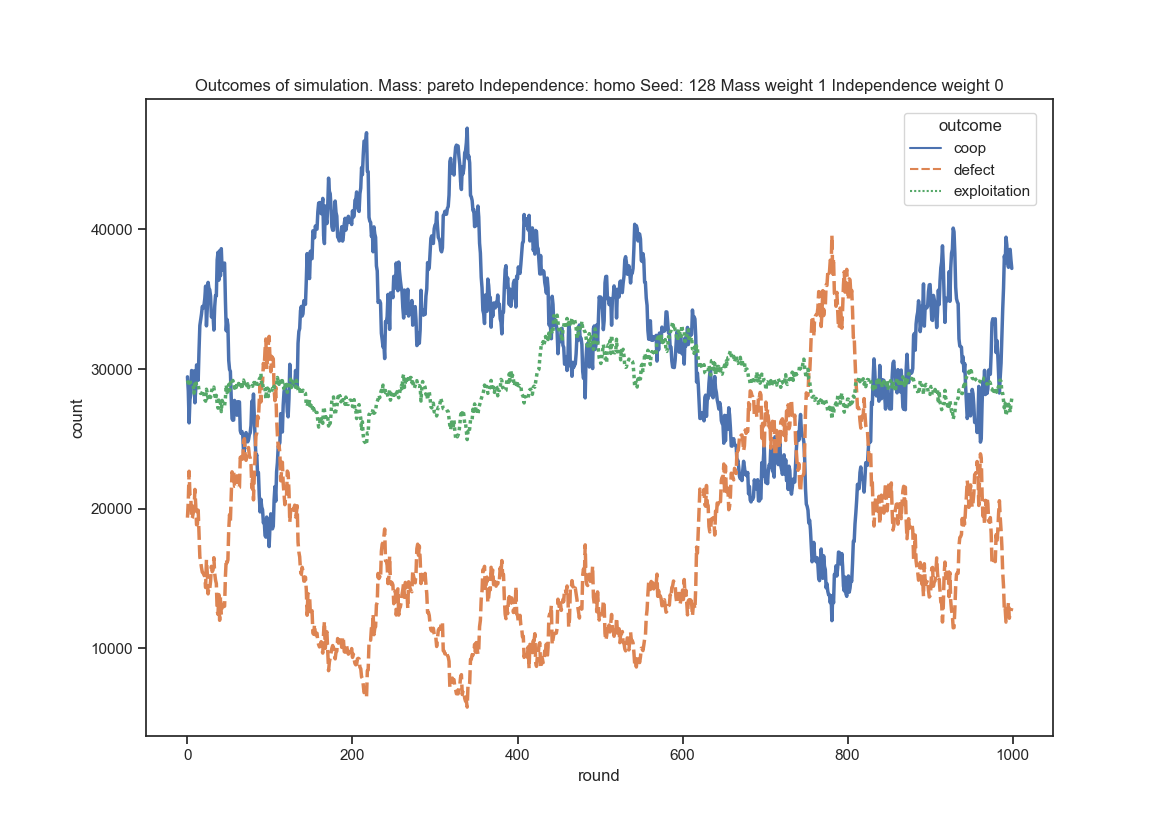 Outcomes of simulation. Mass: pareto Independence: homo Seed: 128 Mass weight 1 Independence weight 0
outcome
coop
defect
exploitation
count
40000
30000
20000
10000
0
200
400
600
800
1000
round